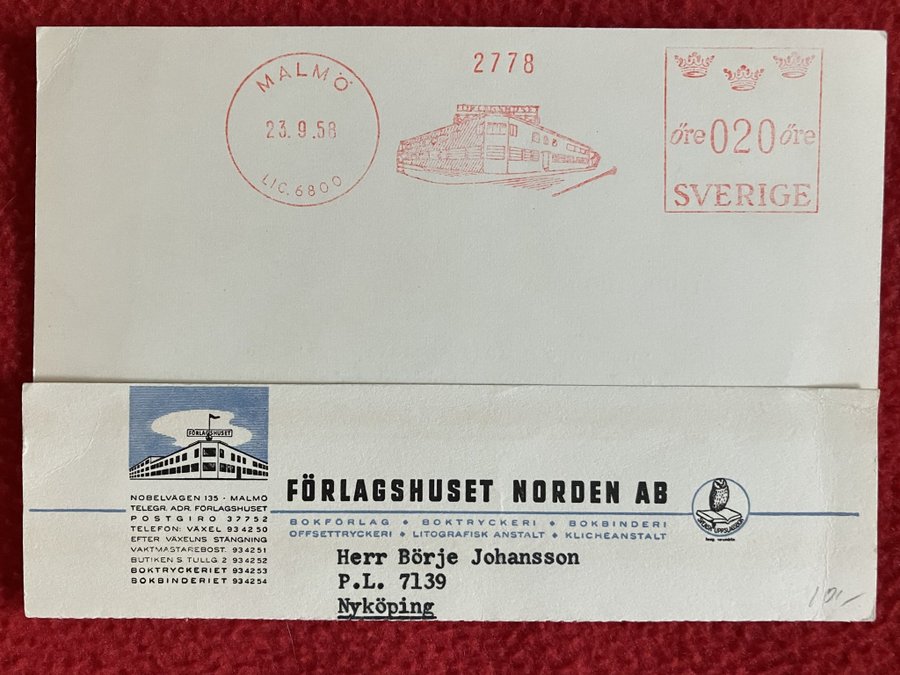 MALMÖ
23.9.58
LIC.6800
2778
FÖRLAGSHUSET
öre 020 öre
SVERIGE
FÖRLAGSHUSET
NOBELVÄGEN 135 - MALMÖ
TELEGR. ADR. FÖRLAGSHUSET
POSTGIRO 37752
TELEFON: VÄXEL 934250
EFTER VÄXELNS STÄNGNING
VAKTMÄSTAREBOST. 934251
BUTIKEN S. TULLG. 2 934252
BOKTRYCKERIET 934253
BOKBINDERIET 934254
FÖRLAGSHUSET NORDEN AB
BOKFÖRLAG • BOKTRYCKERI • BOKBINDERI
OFFSETTRYCKERI • LITOGRAFISK ANSTALT • KLICHEANSTALT
Herr Börje Johansson
P.L. 7139
Nyköping